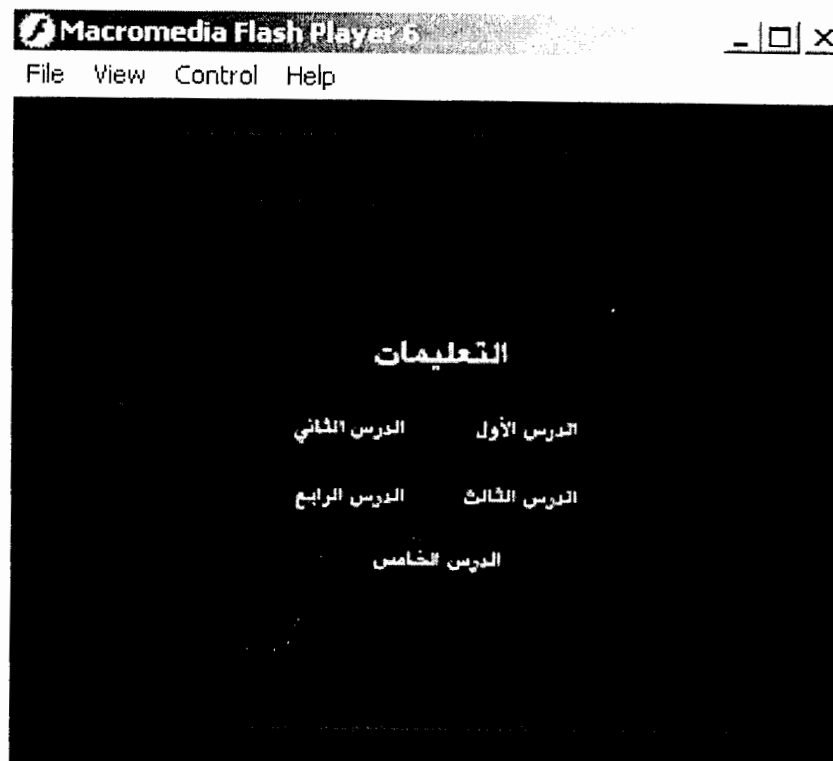 Macromedia Flash Player 6
File View Control Help
التعليمات
الدرس الأول الدرس الثاني
الدرس الثالث الدرس الرابع
الدرس الخامس